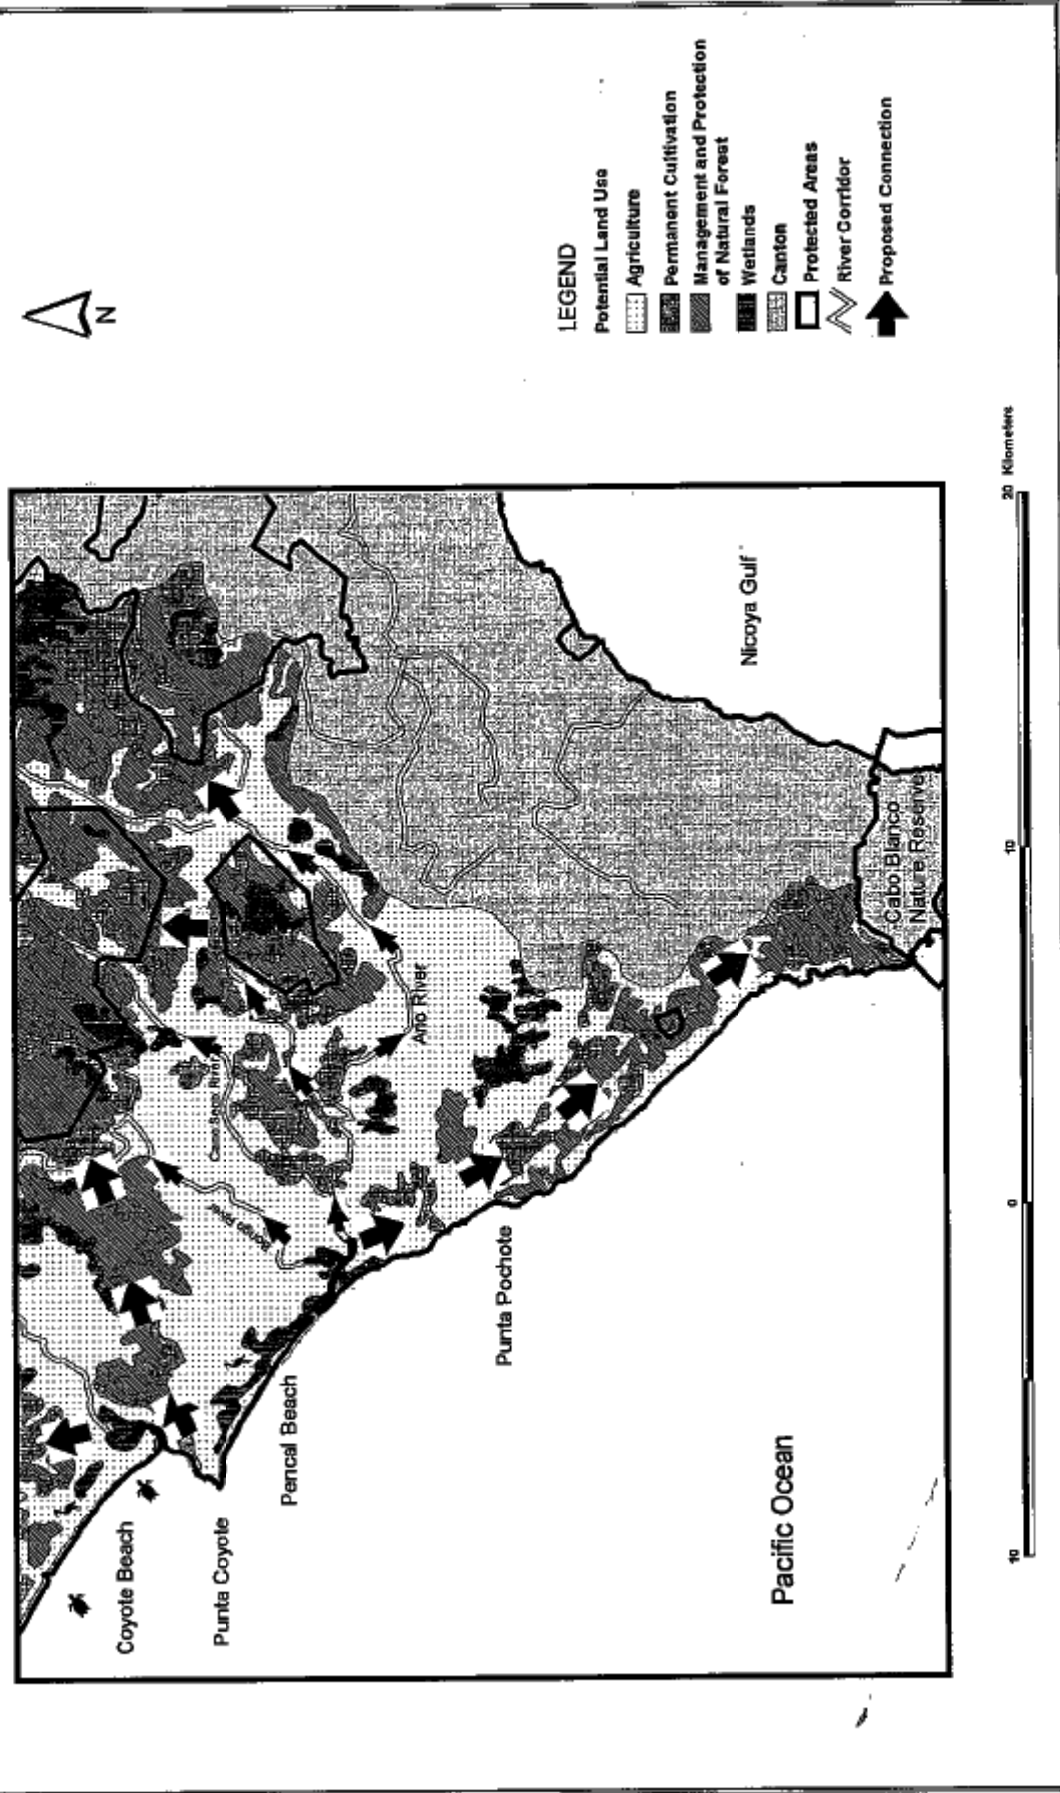 N
LEGEND
Potential Land Use
Agriculture
Permanent Cultivation
Management and Protection
of Natural Forest
Wetlands
Canton
Protected Areas
River Corridor
Proposed Connection
Coyote Beach
Punta Coyote
Pencal Beach
Punta Pochote
Pacific Ocean
Nicoya Gulf
Cabo Blanco
Nature Reserve
Ario River
River
River
10
0
10
20 Kilometers